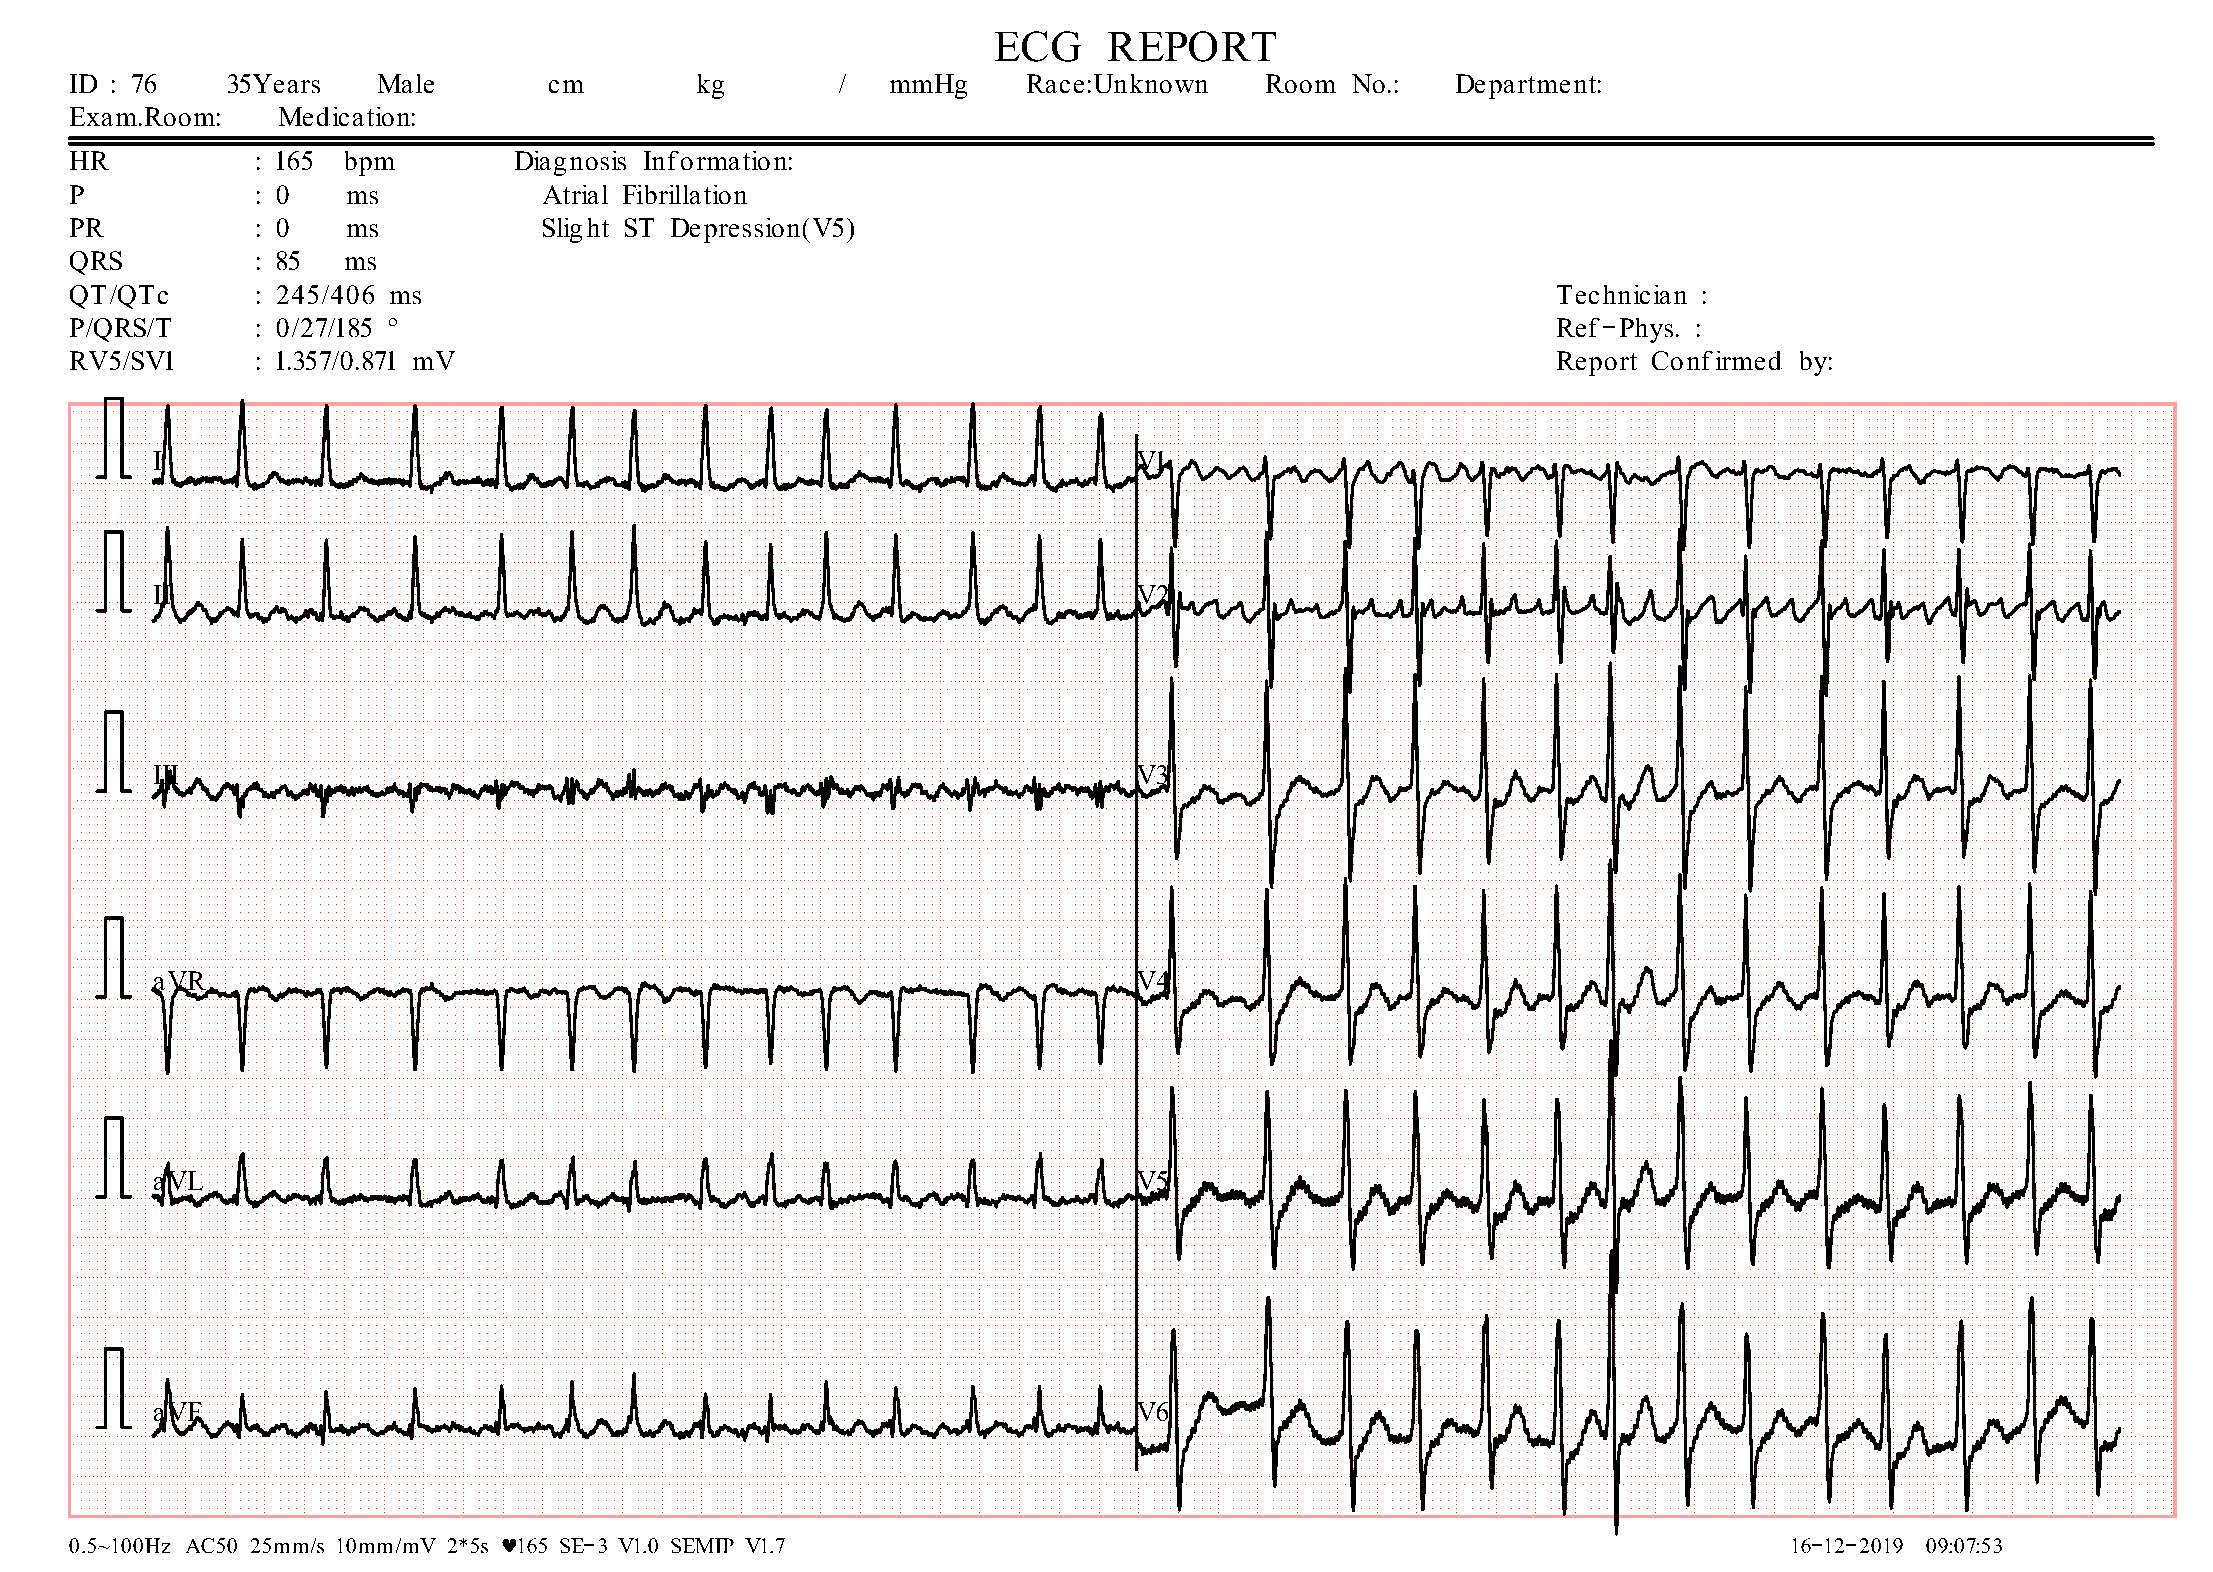 ECG REPORT
ID : 76 35Years Male cm kg / mmHg Race:Unknown Room No.: Department:
Exam.Room: Medication:
HR : 165 bpm Diagnosis Information:
P : 0 ms Atrial Fibrillation
PR : 0 ms Slight ST Depression(V5)
QRS : 85 ms
QT/QTc : 245/406 ms Technician :
P/QRS/T : 0/27/185 ° Ref-Phys. :
RV5/SV1 : 1.357/0.871 mV Report Confirmed by:
I V1
II V2
III V3
aVR V4
aVL V5
aVF V6
0.5~100Hz AC50 25mm/s 10mm/mV 2*5s ♥165 SE-3 V1.0 SEMIP V1.7 16-12-2019 09:07:53